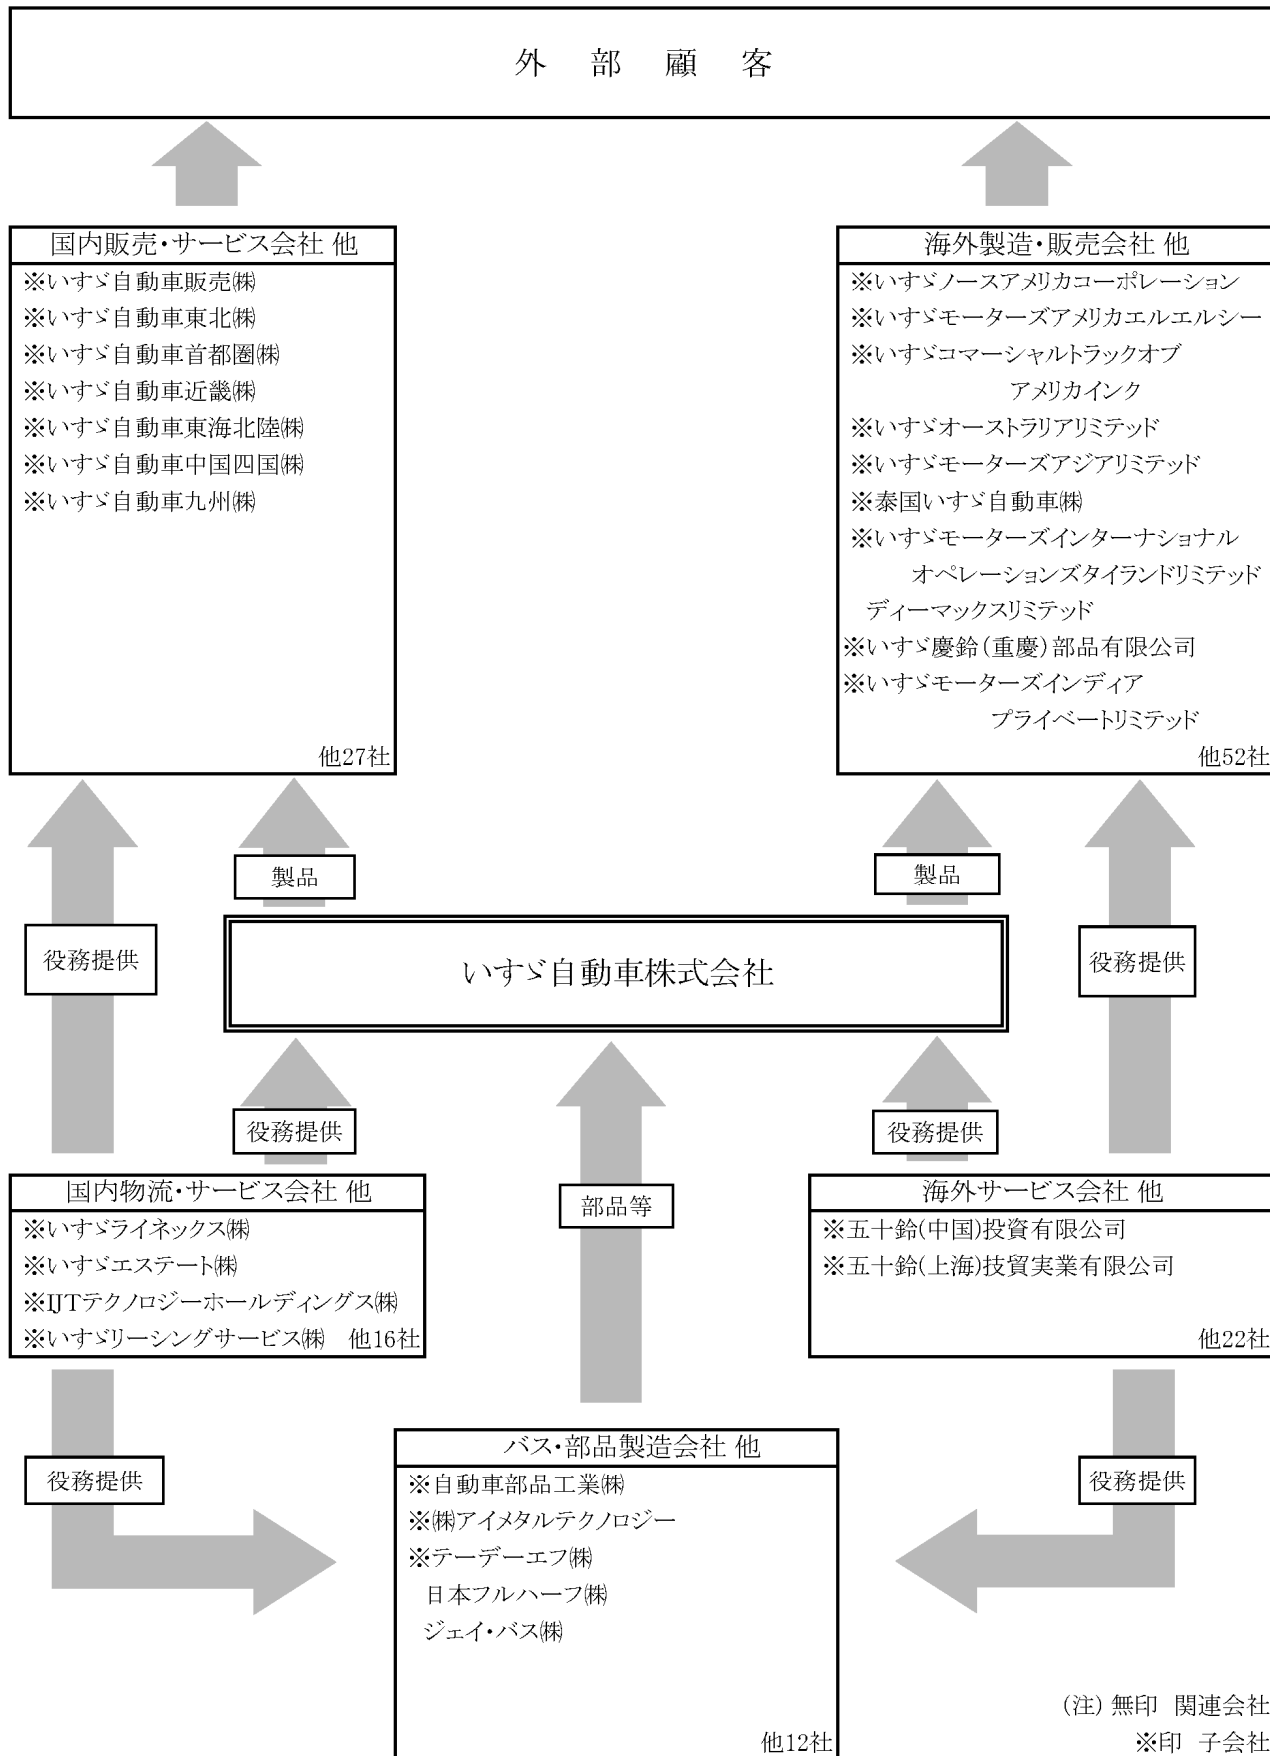 外部顧客
国内販売・サービス会社 他
※いすゞ自動車販売㈱
※いすゞ自動車東北㈱
※いすゞ自動車首都圏㈱
※いすゞ自動車近畿㈱
※いすゞ自動車東海北陸㈱
※いすゞ自動車中国四国㈱
※いすゞ自動車九州㈱
他27社
海外製造・販売会社 他
※いすゞノースアメリカコーポレーション
※いすゞモーターズアメリカエルエルシー
※いすゞコマーシャルトラックオブ
アメリカインク
※いすゞオーストラリアリミテッド
※いすゞモーターズアジアリミテッド
※泰国いすゞ自動車㈱
※いすゞモーターズインターナショナル
オペレーションズタイランドリミテッド
ディーマックスリミテッド
※いすゞ慶鈴(重慶)部品有限公司
※いすゞモーターズインディア
プライベートリミテッド
他52社
製品
製品
役務提供
役務提供
いすゞ自動車株式会社
役務提供
役務提供
部品等
国内物流・サービス会社 他
※いすゞライネックス㈱
※いすゞエステート㈱
※IJTテクノロジーホールディングス㈱
※いすゞリーシングサービス㈱ 他16社
海外サービス会社 他
※五十鈴(中国)投資有限公司
※五十鈴(上海)技貿実業有限公司
他22社
役務提供
役務提供
バス・部品製造会社 他
※自動車部品工業㈱
※㈱アイメタルテクノロジー
※テーデーエフ㈱
日本フルハーフ㈱
ジェイ・バス㈱
他12社
(注) 無印 関連会社
※印 子会社